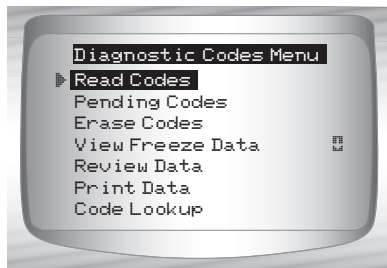 Diagnostic Codes Menu
Read Codes
Pending Codes
Erase Codes
View Freeze Data
Review Data
Print Data
Code Lookup